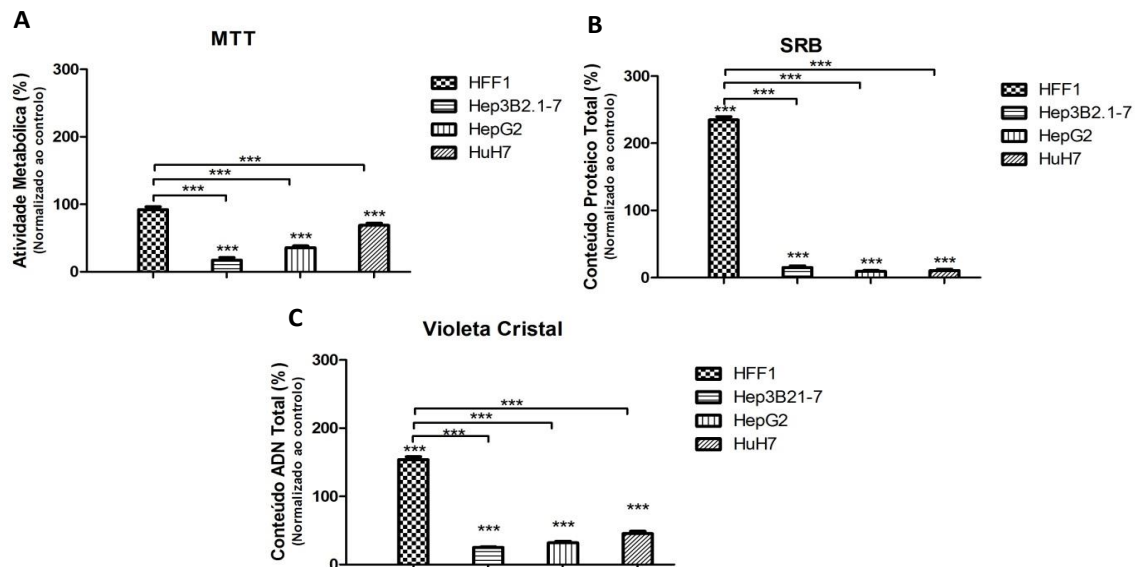 A
MTT
Atividade Metabólica (%)
(Normalizado ao controlo)
300
200
100
0
***
***
***
***
***
***
HFF1
Hep3B2.1-7
HepG2
HuH7
B
SRB
Conteúdo Proteico Total (%)
(Normalizado ao controlo)
300
200
100
0
***
***
***
***
***
***
***
HFF1
Hep3B2.1-7
HepG2
HuH7
C
Violeta Cristal
Conteúdo ADN Total (%)
(Normalizado ao controlo)
300
200
100
0
***
***
***
***
***
***
***
HFF1
Hep3B21-7
HepG2
HuH7